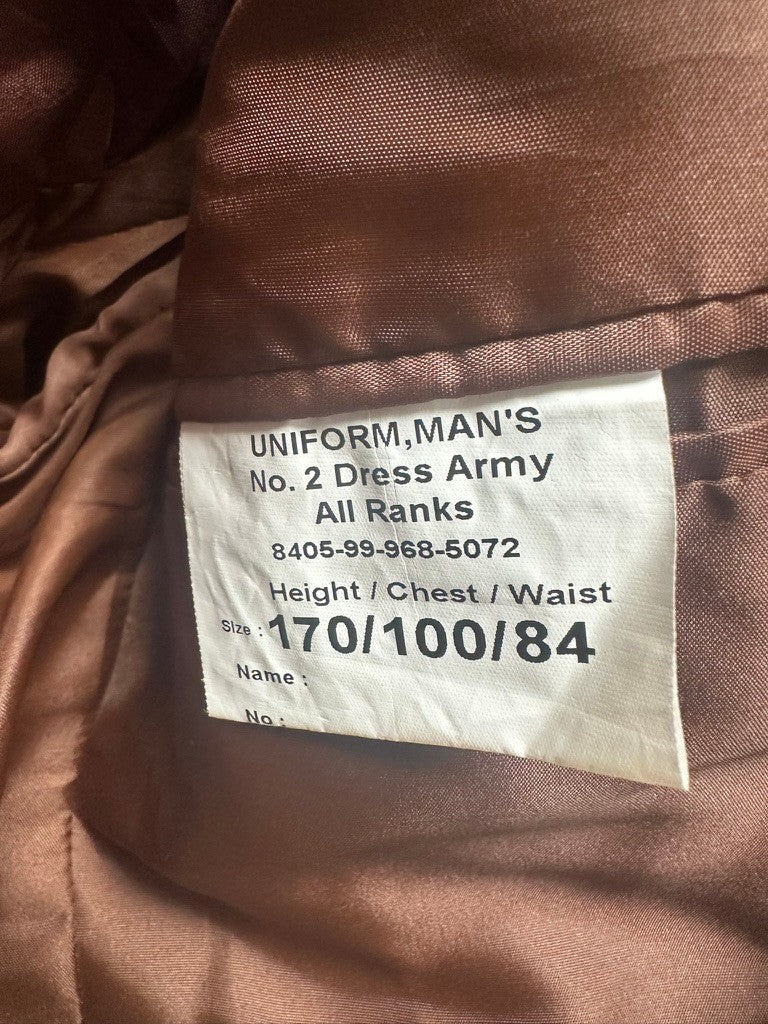 UNIFORM,MAN'S
No. 2 Dress Army
All Ranks
8405-99-968-5072
Height / Chest / Waist
Size : 170/100/84
Name :
No :